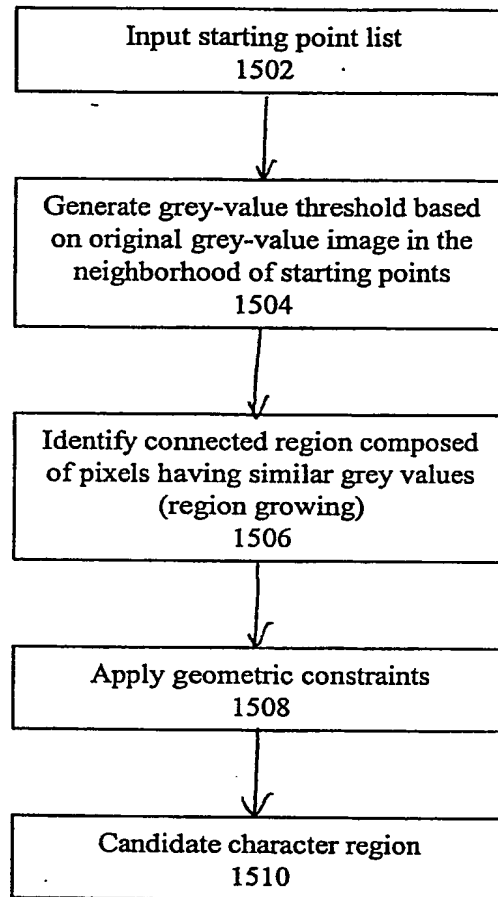 Input starting point list
1502
Generate grey-value threshold based
on original grey-value image in the
neighborhood of starting points
1504
Identify connected region composed
of pixels having similar grey values
(region growing)
1506
Apply geometric constraints
1508
Candidate character region
1510